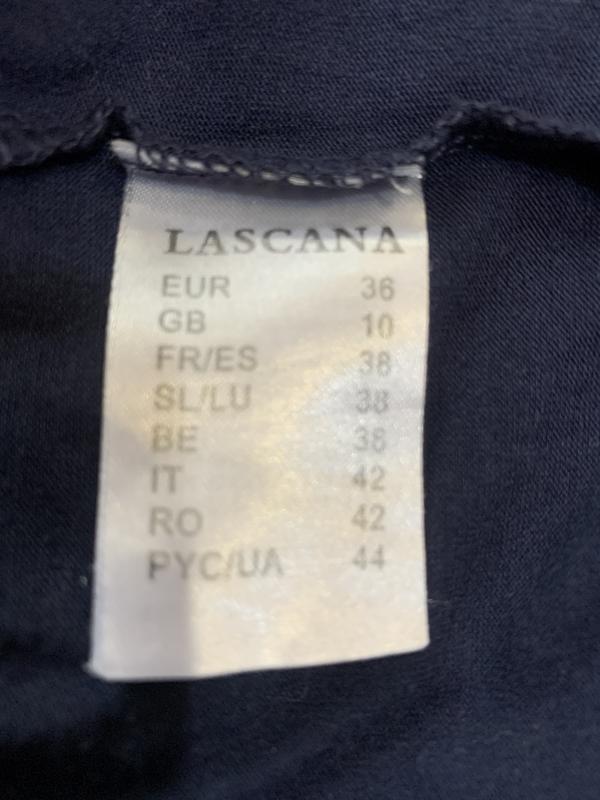 LASCANA
EUR 36
GB 10
FR/ES 38
SL/LU 38
BE 38
IT 42
RO 42
PYC/UA 44